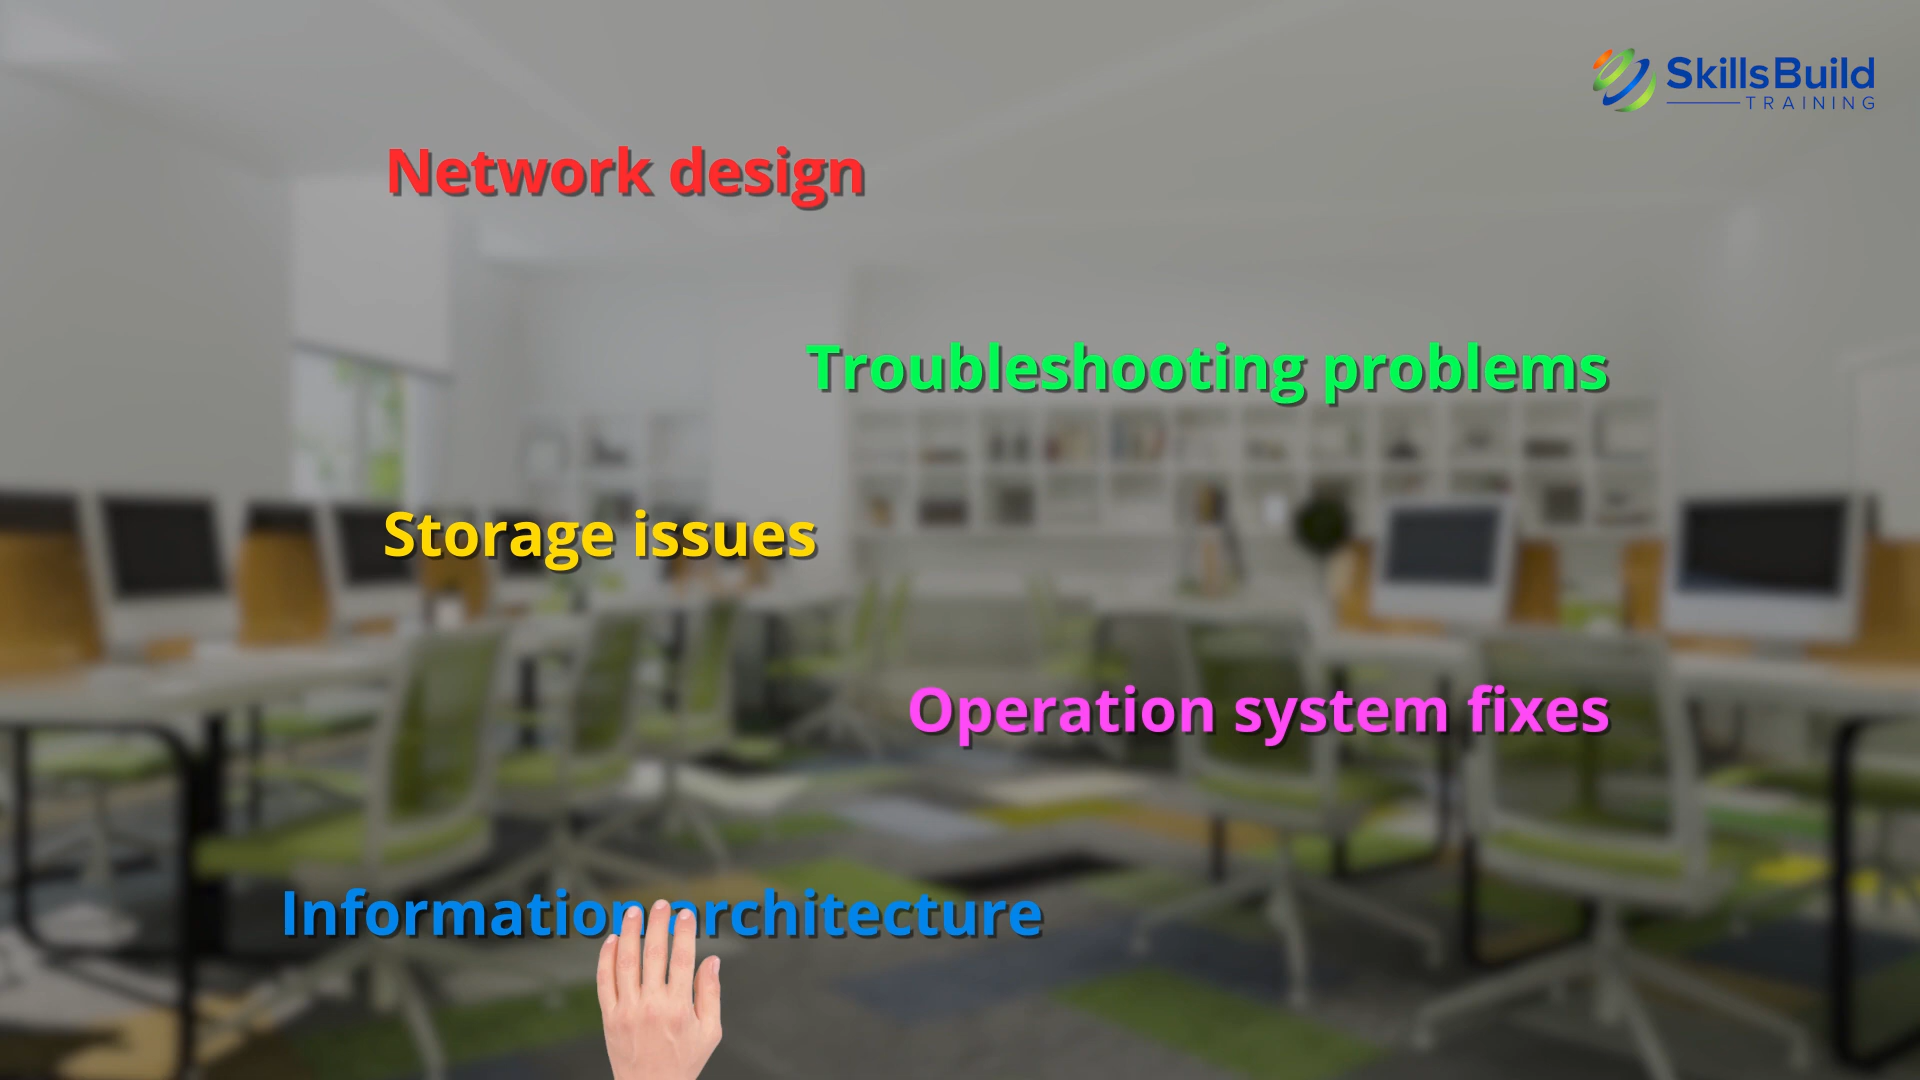 SkillsBuild
TRAINING
Network design
Troubleshooting problems
Storage issues
Operation system fixes
Information architecture